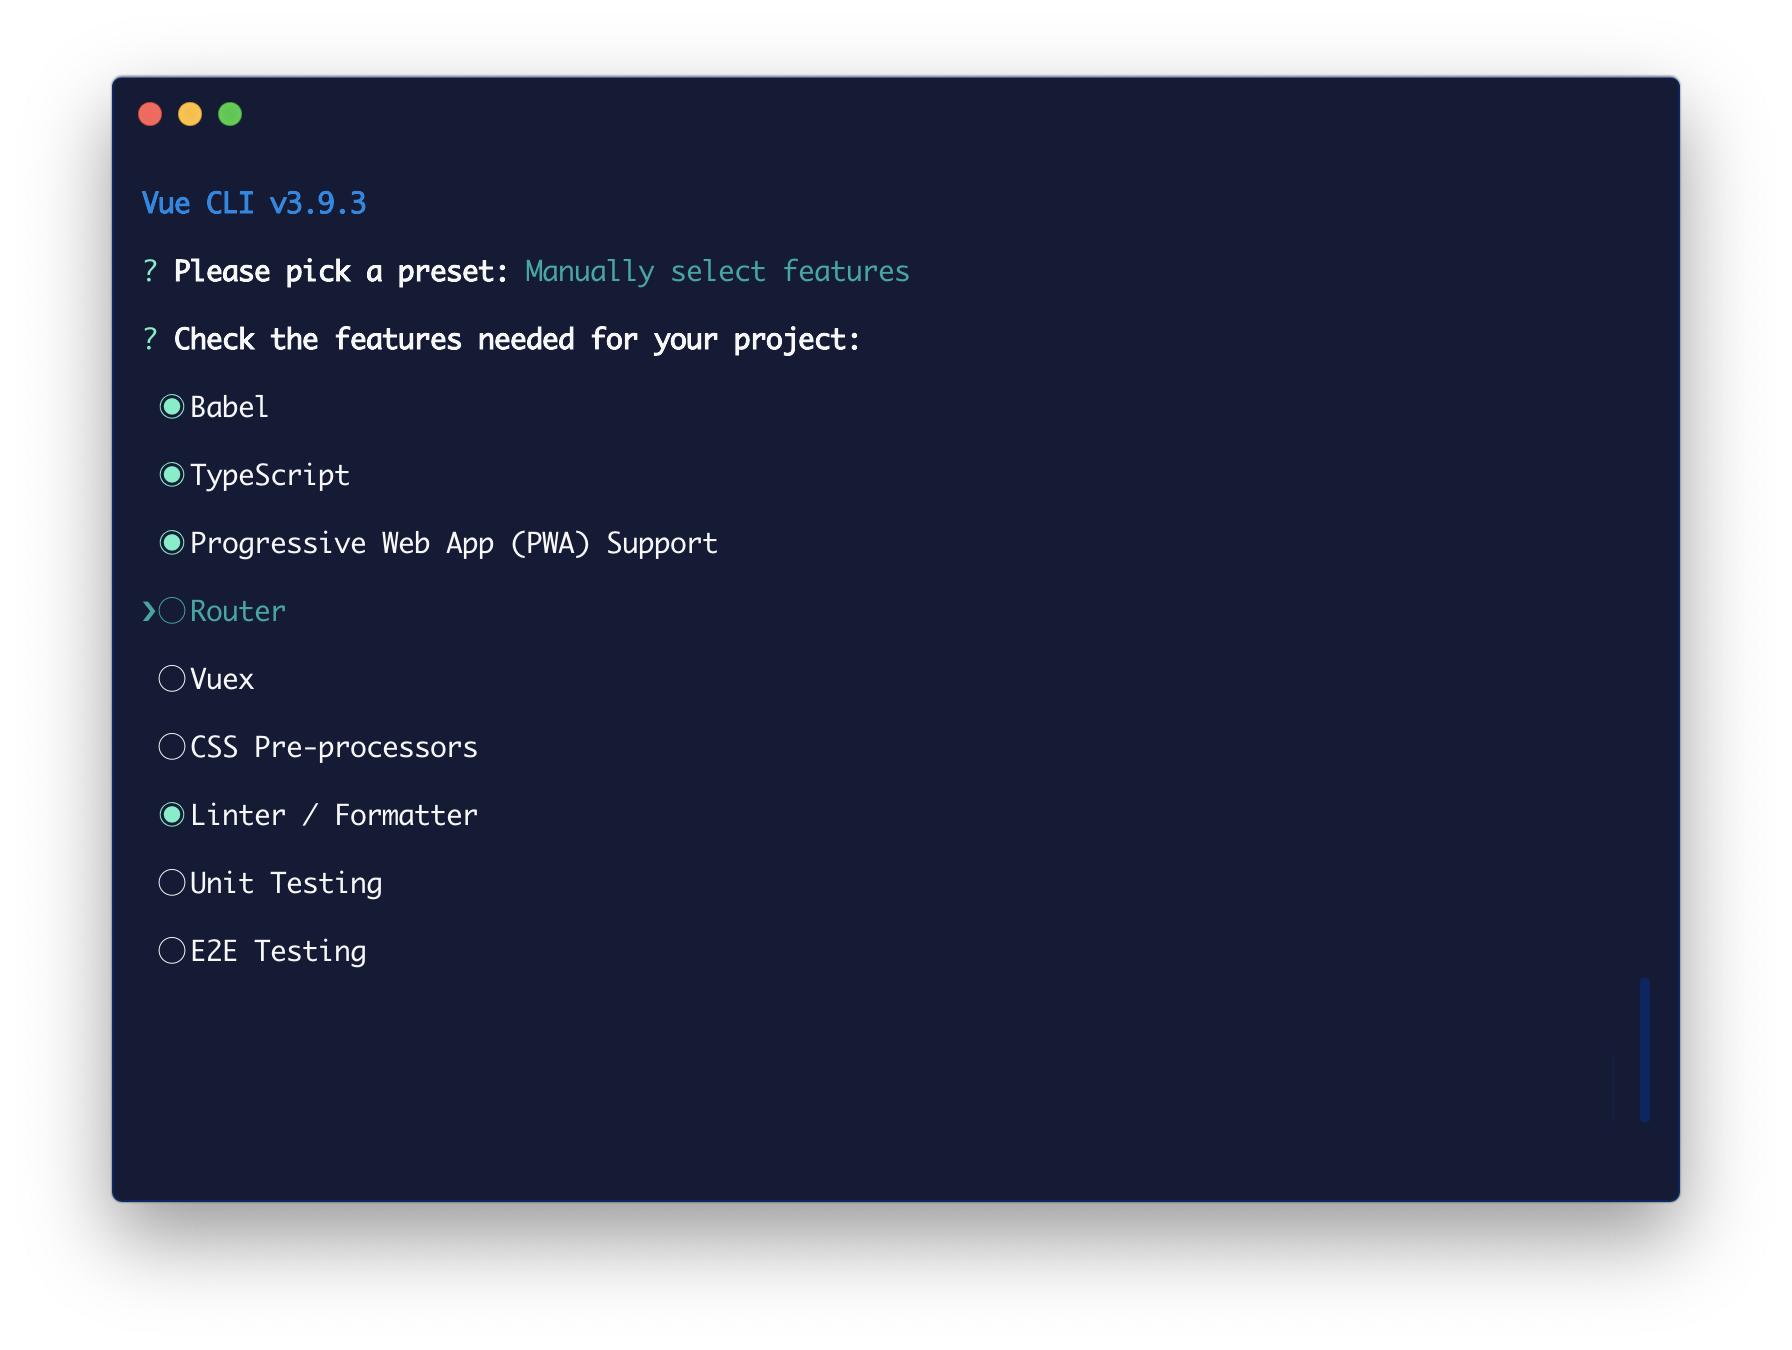 Vue CLI v3.9.3
? Please pick a preset: Manually select features
? Check the features needed for your project:
◉ Babel
◉ TypeScript
◉ Progressive Web App (PWA) Support
❯◯ Router
◯ Vuex
◯ CSS Pre-processors
◉ Linter / Formatter
◯ Unit Testing
◯ E2E Testing